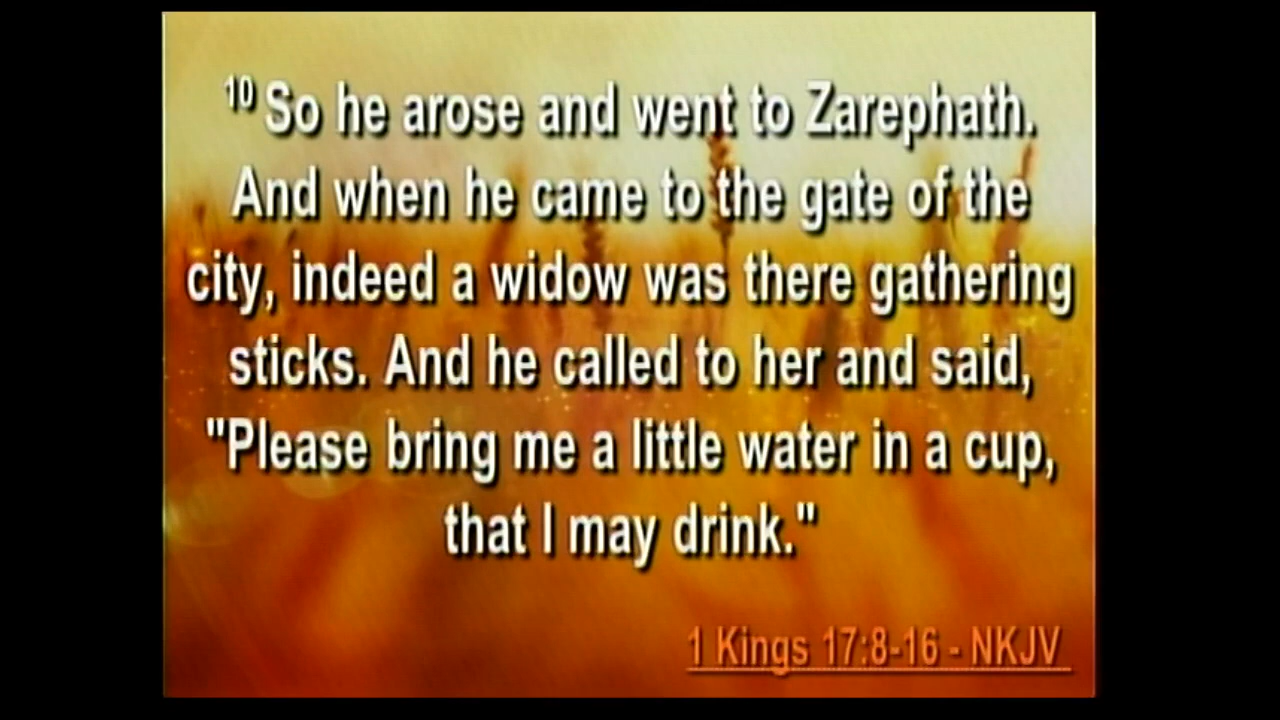 10 So he arose and went to Zarephath.
And when he came to the gate of the
city, indeed a widow was there gathering
sticks. And he called to her and said,
"Please bring me a little water in a cup,
that I may drink."
1 Kings 17:8-16 - NKJV